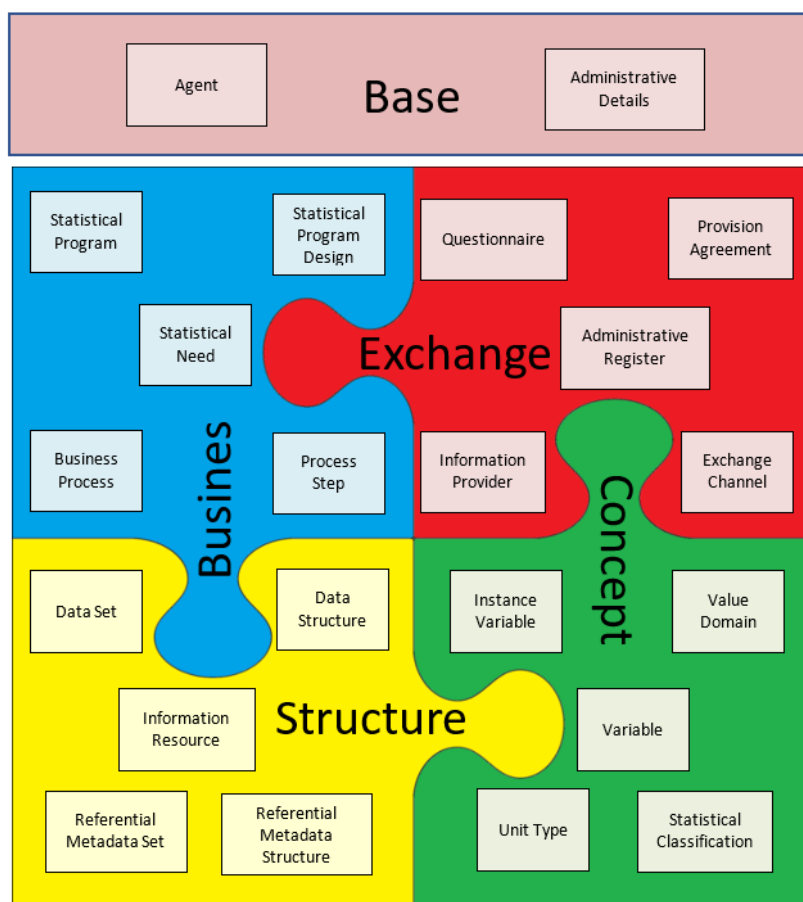 Agent
Base
Administrative
Details
Statistical
Program
Statistical
Program
Design
Statistical
Need
Business
Process
Process
Step
Busines
Questionnaire
Provision
Agreement
Exchange
Administrative
Register
Information
Provider
Exchange
Channel
Data Set
Data
Structure
Information
Resource
Structure
Referential
Metadata Set
Referential
Metadata
Structure
Concept
Instance
Variable
Value
Domain
Variable
Unit Type
Statistical
Classification